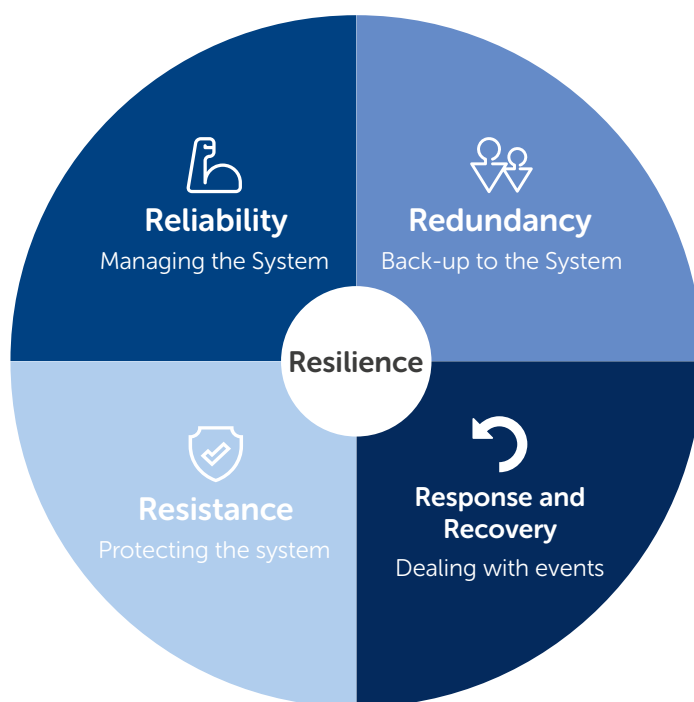 Reliability
Managing the System
Redundancy
Back-up to the System
Resilience
Resistance
Protecting the system
Response and
Recovery
Dealing with events